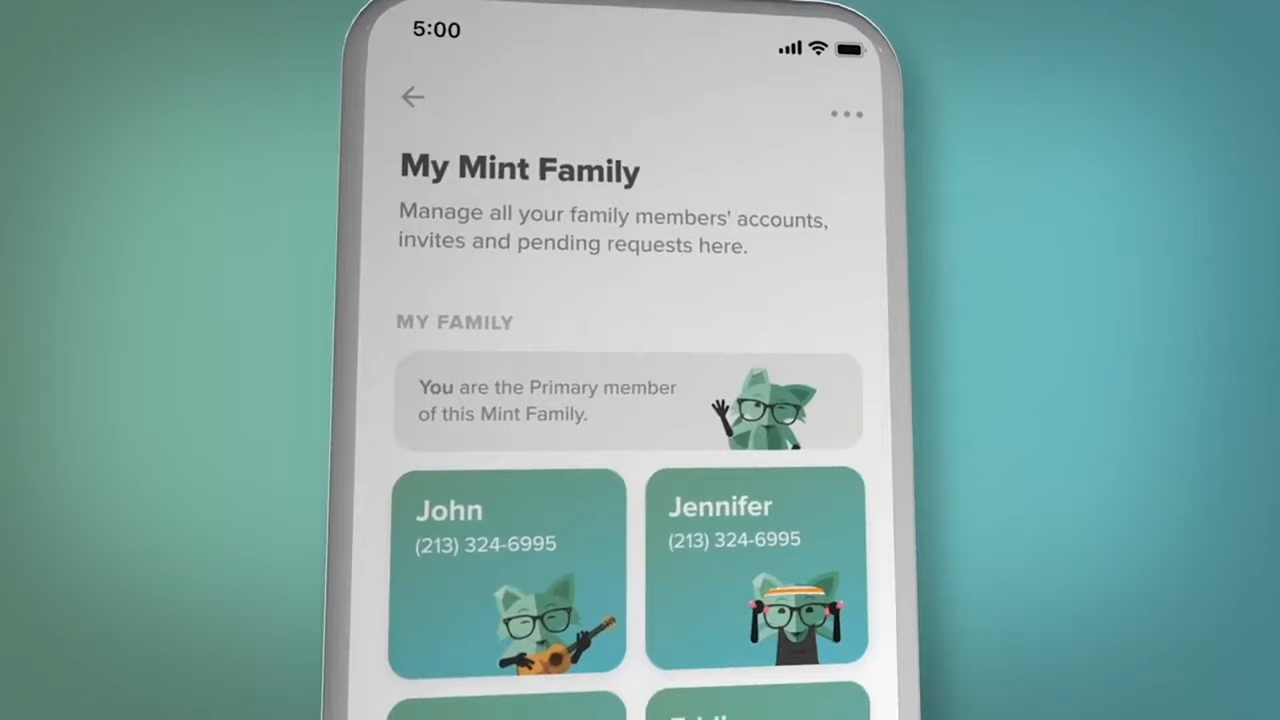 5:00
My Mint Family
Manage all your family members' accounts,
invites and pending requests here.
MY FAMILY
You are the Primary member
of this Mint Family.
John
(213) 324-6995
Jennifer
(213) 324-6995